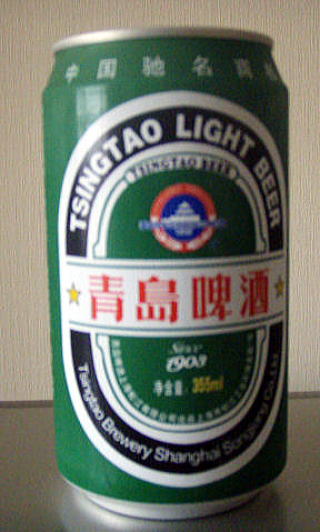 中国驰名商标
TSINGTAO LIGHT BEER
TSINGTAO BEER
青島啤酒
Since
1903
净含量: 355ml
Tsingtao Brewery Shanghai Songjiang Co.,Ltd